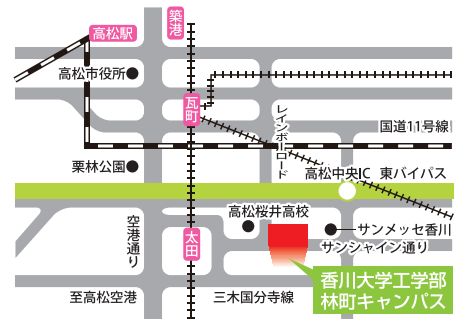 築港
高松駅
高松市役所
瓦町
レインボーロード
国道11号線
栗林公園
高松中央IC 東バイパス
高松桜井高校
空港通り
太田
サンメッセ香川
サンシャイン通り
香川大学工学部
林町キャンパス
至高松空港
三木国分寺線